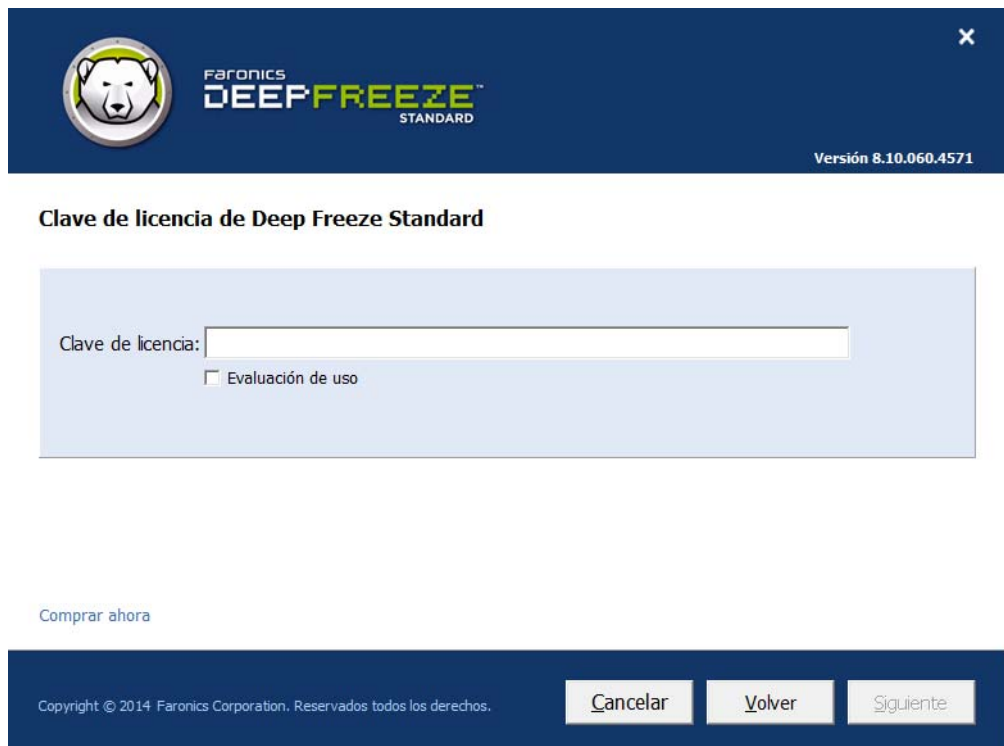 Faronics
DEEPFREEZE™
STANDARD
Versión 8.10.060.4571
Clave de licencia de Deep Freeze Standard
Clave de licencia:
Evaluación de uso
Comprar ahora
Copyright © 2014 Faronics Corporation. Reservados todos los derechos.
Cancelar
Volver
Siguiente